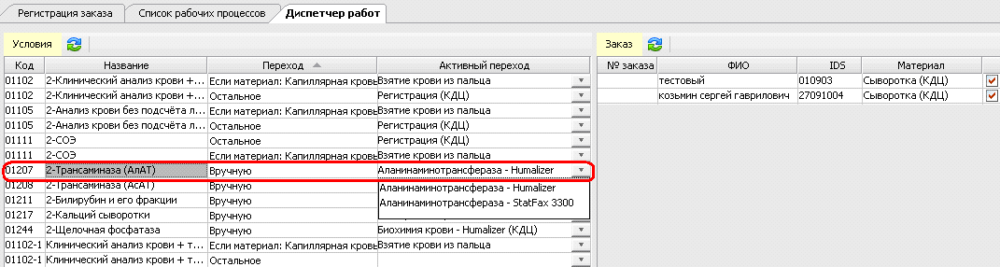 Регистрация заказа Список рабочих процессов Диспетчер работ
Условия Заказ
Код Название Переход Активный переход № заказа ФИО IDS Материал
01102 2-Клинический анализ крови +... Если материал: Капиллярная кровь Взятие крови из пальца тестовый 010903 Сыворотка (КДЦ)
01102 2-Клинический анализ крови +... Остальное Регистрация (КДЦ) козьмин сергей гаврилович 27091004 Сыворотка (КДЦ)
01105 2-Анализ крови без подсчёта л... Если материал: Капиллярная кровь Взятие крови из пальца
01105 2-Анализ крови без подсчёта л... Остальное Регистрация (КДЦ)
01111 2-СОЭ Остальное Регистрация (КДЦ)
01111 2-СОЭ Если материал: Капиллярная кровь Взятие крови из пальца
01207 2-Трансаминаза (АлАТ) Вручную Аланинаминотрансфераза - Humalizer
01208 2-Трансаминаза (АсАТ) Вручную Аланинаминотрансфераза - Humalizer
01211 2-Билирубин и его фракции Вручную Аланинаминотрансфераза - StatFax 3300
01217 2-Кальций сыворотки Вручную
01244 2-Щелочная фосфатаза Вручную Биохимия крови - Humalizer (КДЦ)
01102-1 Клинический анализ крови + т... Если материал: Капиллярная кровь Взятие крови из пальца
01102-1 Клинический анализ крови + т... Остальное